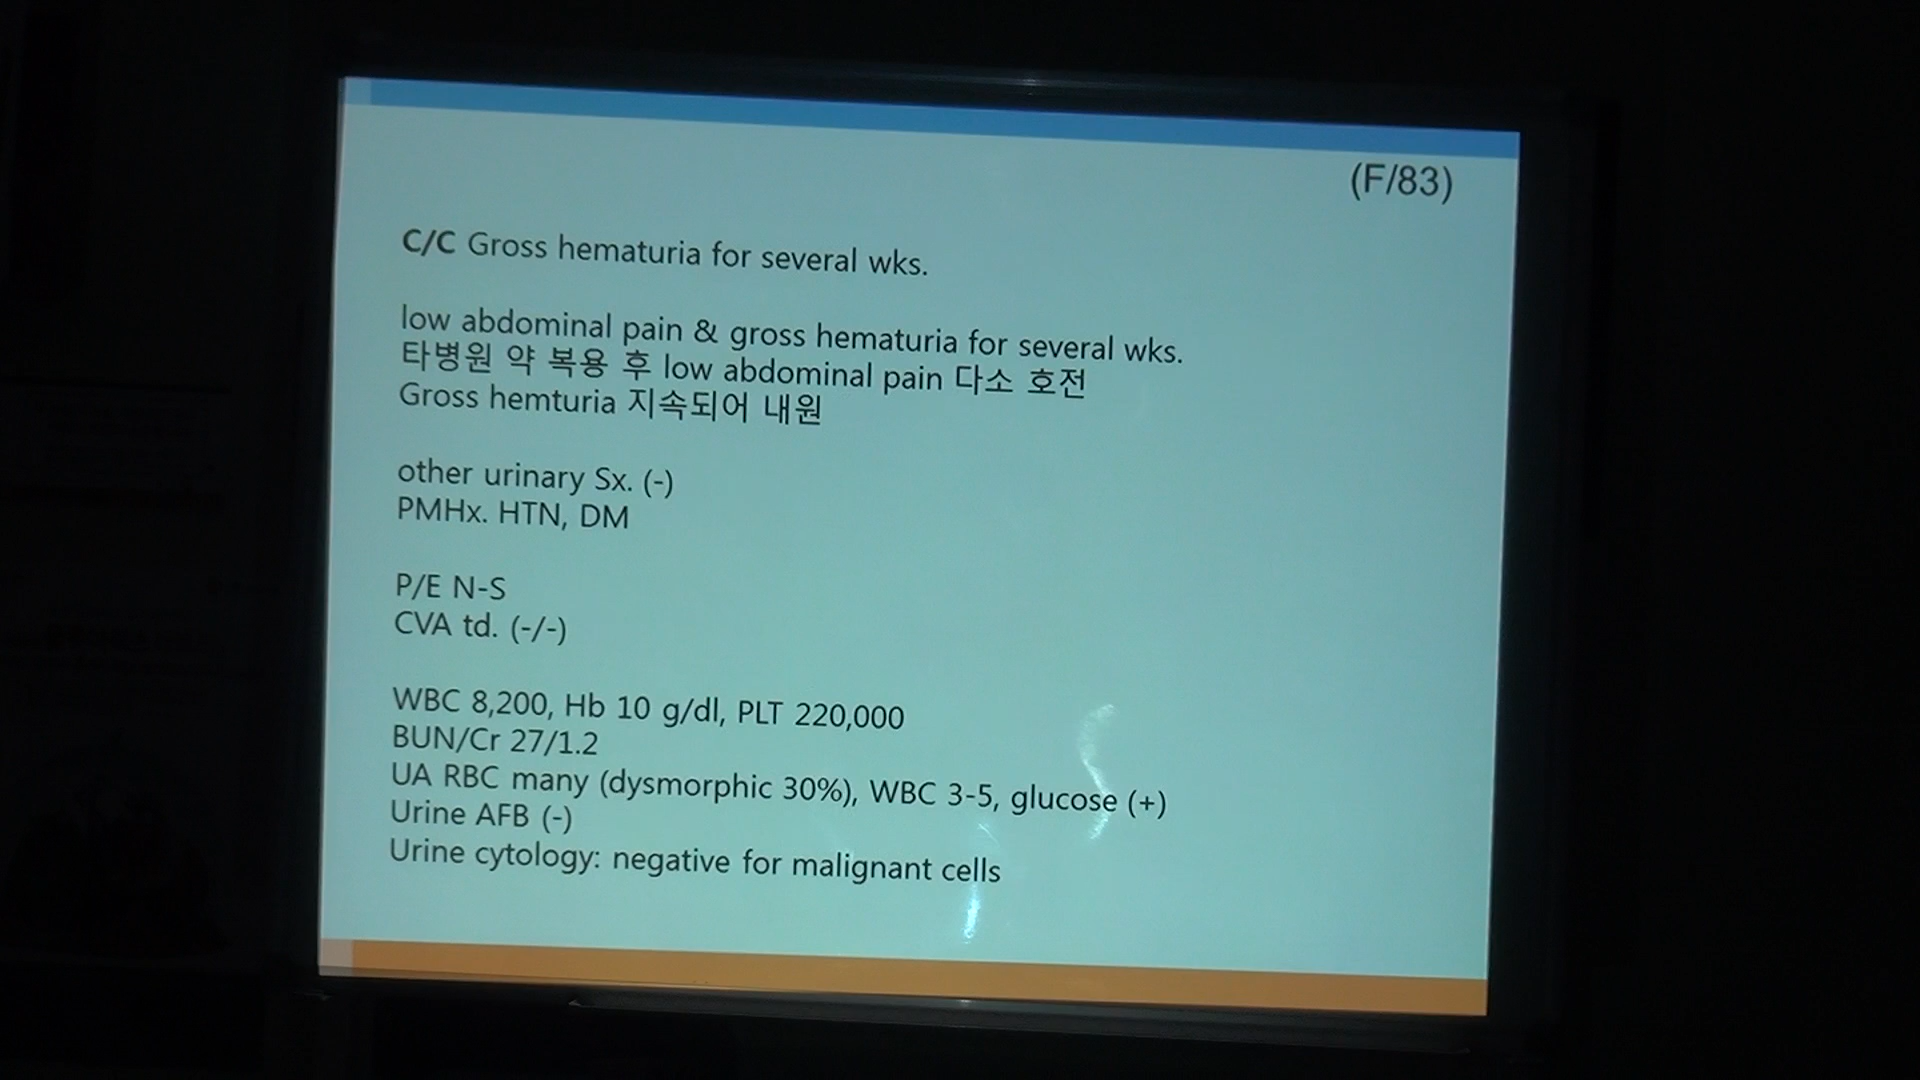 (F/83)
C/C Gross hematuria for several wks.
low abdominal pain & gross hematuria for several wks.
타병원 약 복용 후 low abdominal pain 다소 호전
Gross hemturia 지속되어 내원
other urinary Sx. (-)
PMHx. HTN, DM
P/E N-S
CVA td. (-/-)
WBC 8,200, Hb 10 g/dl, PLT 220,000
BUN/Cr 27/1.2
UA RBC many (dysmorphic 30%), WBC 3-5, glucose (+)
Urine AFB (-)
Urine cytology: negative for malignant cells